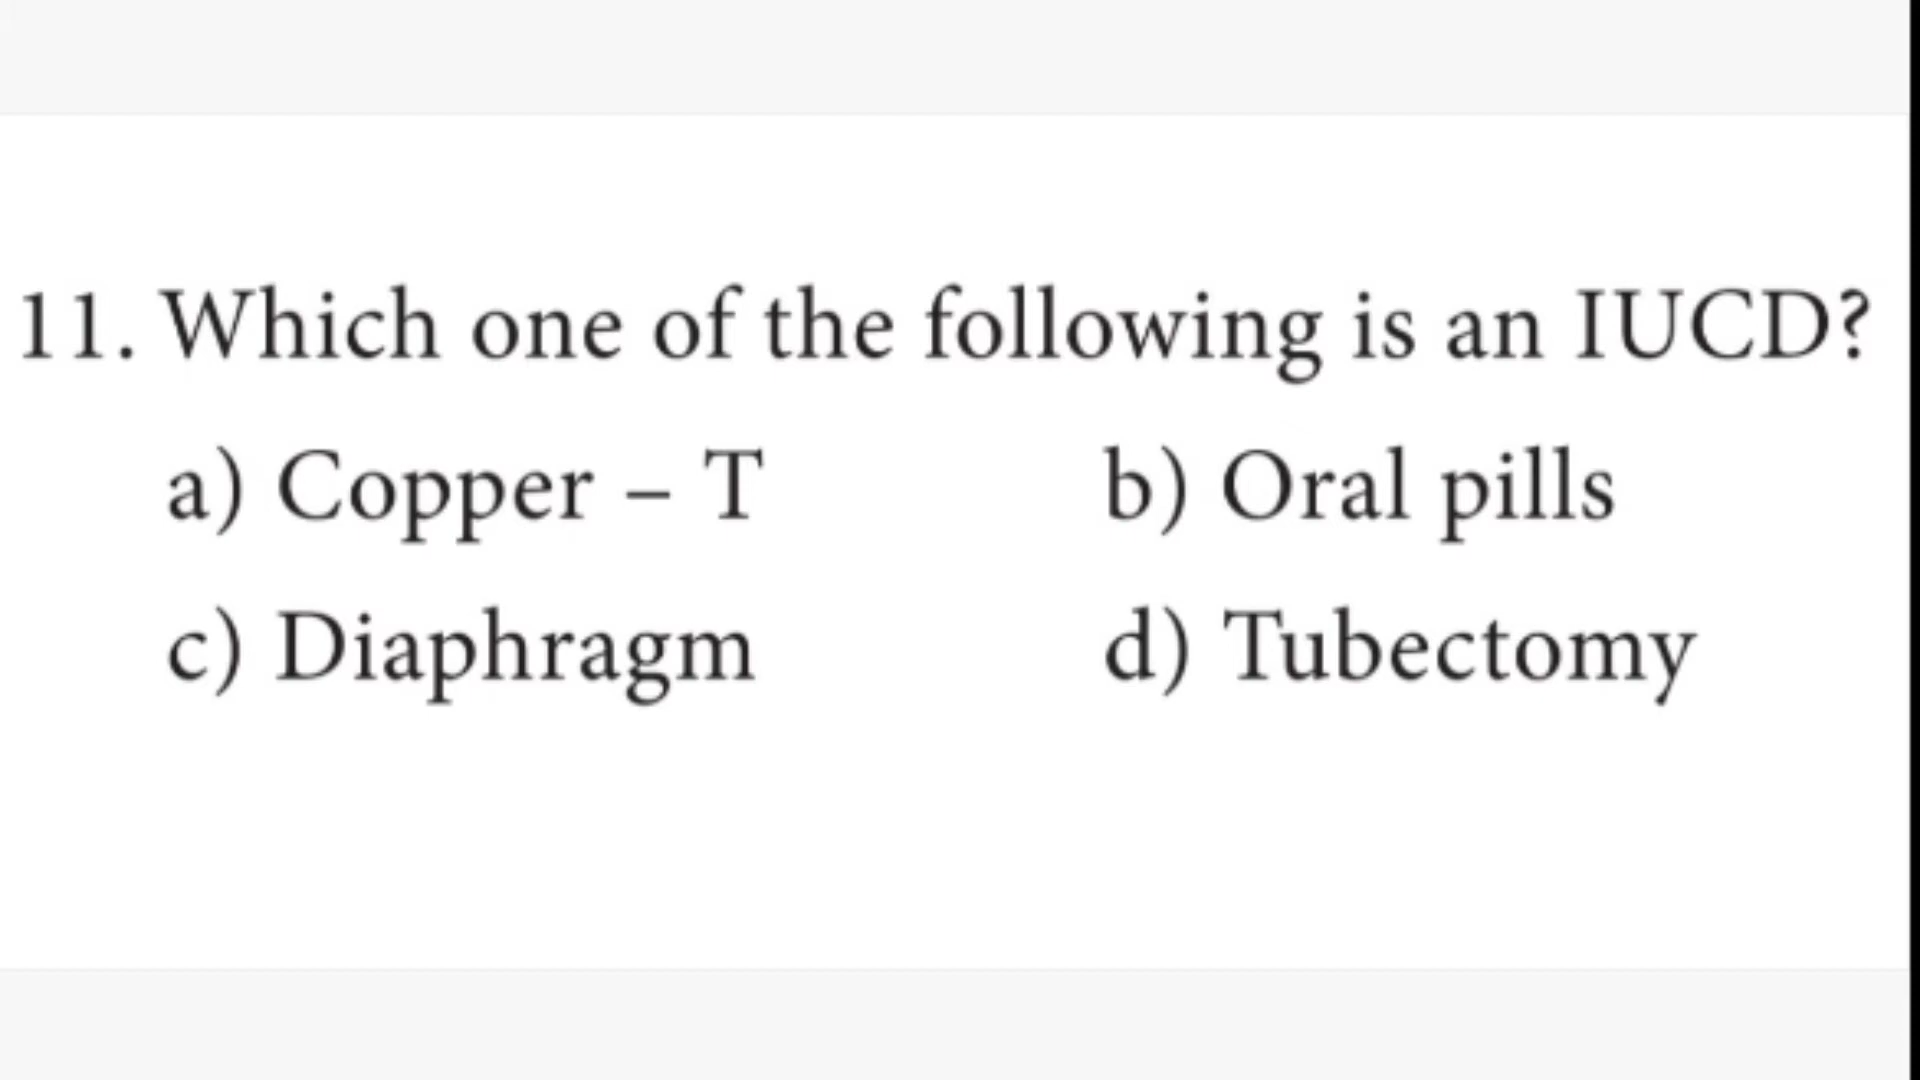 11. Which one of the following is an IUCD?
a) Copper – T b) Oral pills
c) Diaphragm d) Tubectomy